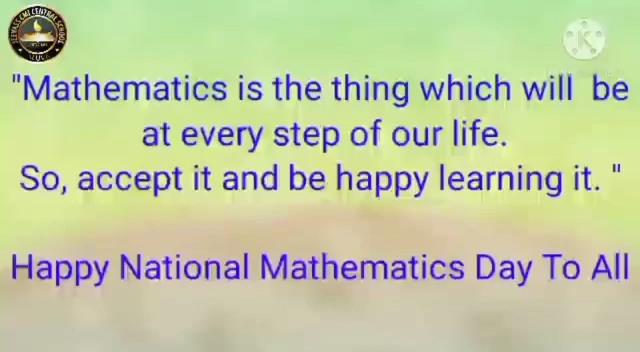 "Mathematics is the thing which will be
at every step of our life.
So, accept it and be happy learning it. "
Happy National Mathematics Day To All